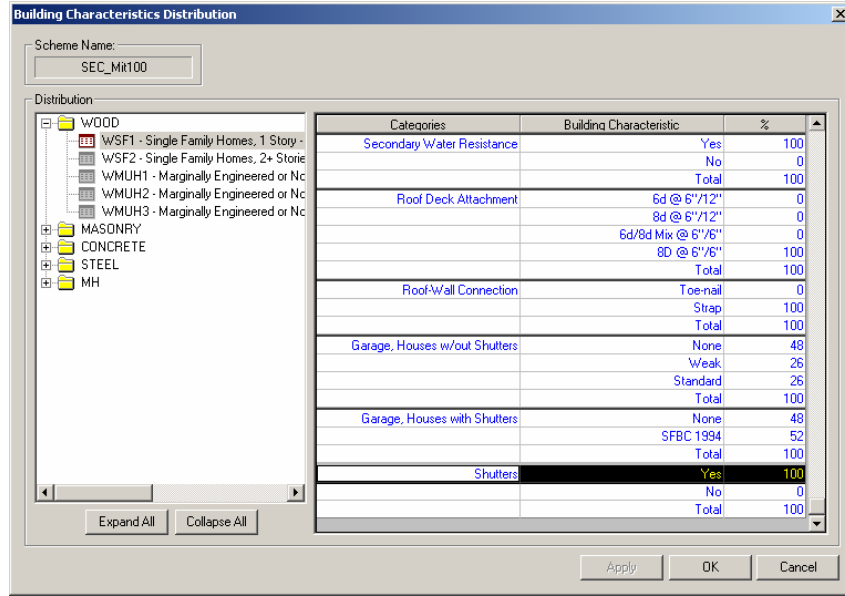 Building Characteristics Distribution
Scheme Name:
SEC_Mit100
Distribution
WOOD
WSF1 - Single Family Homes, 1 Story -
WSF2 - Single Family Homes, 2+ Storie
WMUH1 - Marginally Engineered or Nc
WMUH2 - Marginally Engineered or Nc
WMUH3 - Marginally Engineered or Nc
MASONRY
CONCRETE
STEEL
MH
Expand All Collapse All
Categories Building Characteristic %
Secondary Water Resistance Yes 100
No 0
Total 100
Roof Deck Attachment 6d @ 6"/12" 0
8d @ 6"/12" 0
6d/8d Mix @ 6"/6" 0
8D @ 6"/6" 100
Total 100
Roof-Wall Connection Toe-nail 0
Strap 100
Total 100
Garage, Houses w/out Shutters None 48
Weak 26
Standard 26
Total 100
Garage, Houses with Shutters None 48
SFBC 1994 52
Total 100
Shutters Yes 100
No 0
Total 100
Apply OK Cancel